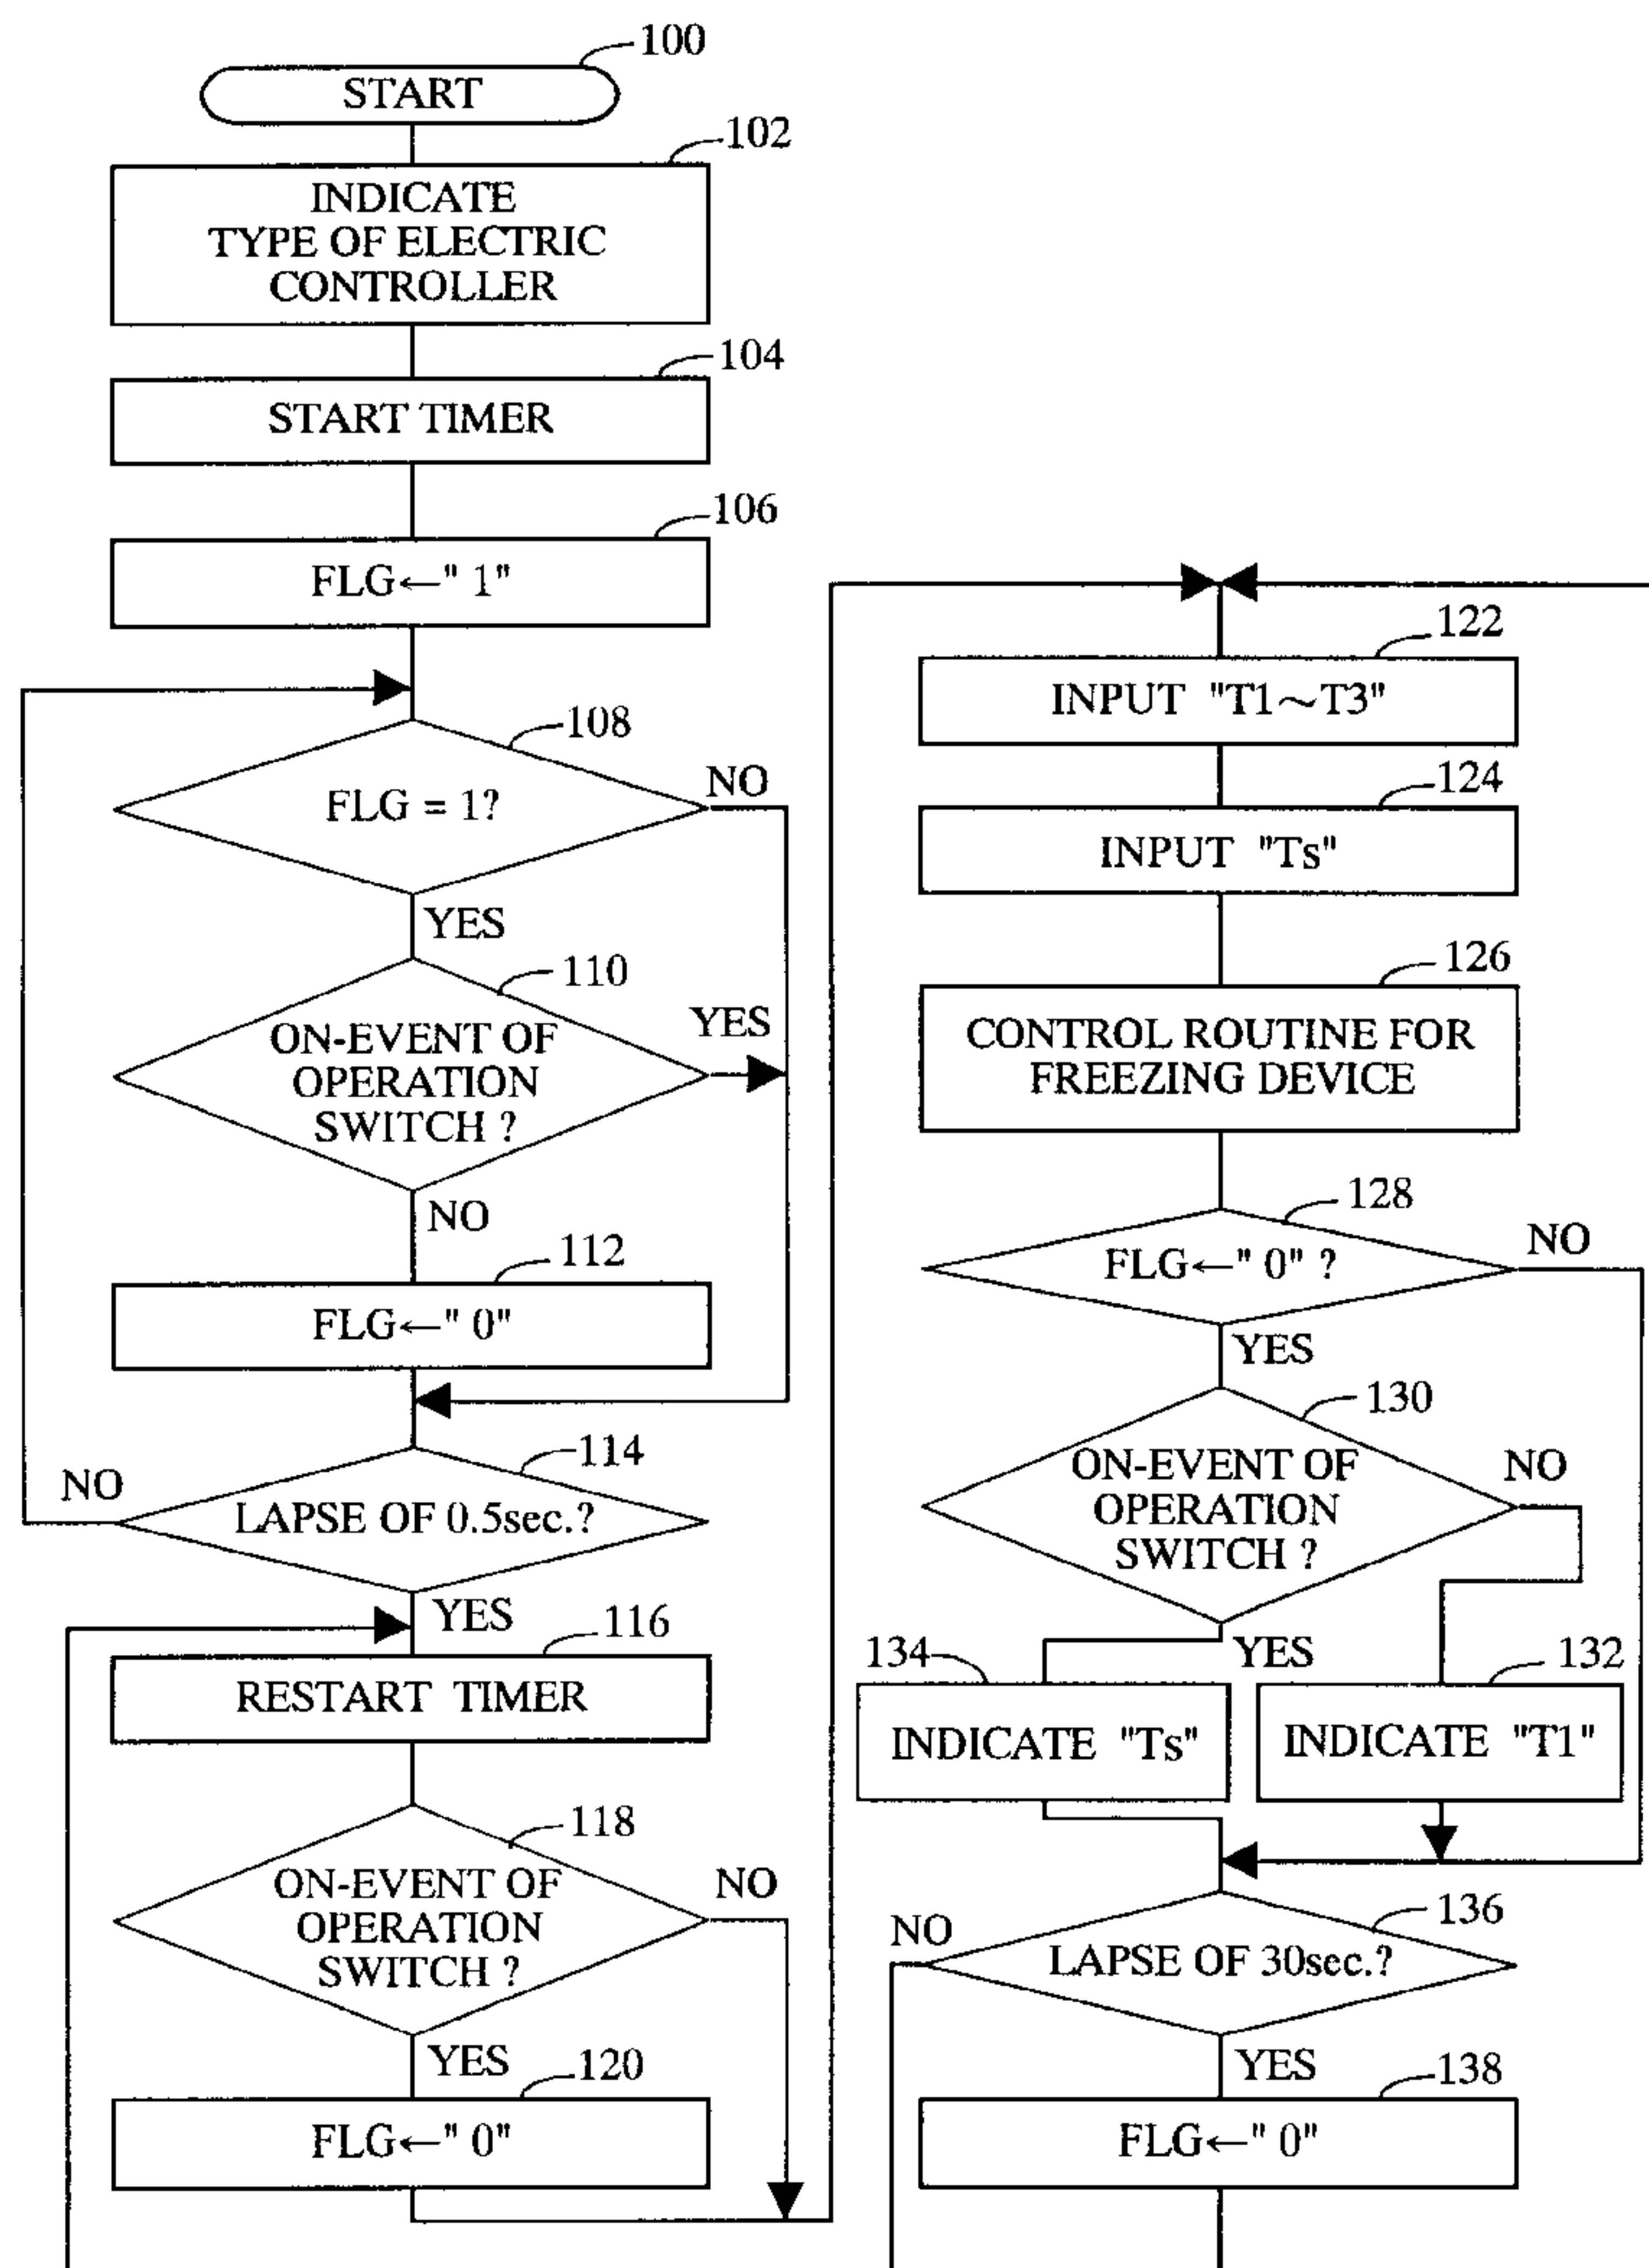 100
START
102
INDICATE
TYPE OF ELECTRIC
CONTROLLER
104
START TIMER
106
FLG←" 1"
108
FLG = 1?
NO
YES
110
ON-EVENT OF
OPERATION
SWITCH ?
YES
NO
112
FLG←" 0"
114
NO
LAPSE OF 0.5sec.?
YES
116
RESTART TIMER
118
ON-EVENT OF
OPERATION
SWITCH ?
NO
YES
120
FLG←" 0"
122
INPUT "T1～T3"
124
INPUT "Ts"
126
CONTROL ROUTINE FOR
FREEZING DEVICE
128
FLG←" 0" ?
NO
YES
130
ON-EVENT OF
OPERATION
SWITCH ?
NO
YES
134
132
INDICATE "Ts"
INDICATE "T1"
136
NO
LAPSE OF 30sec.?
YES
138
FLG←" 0"